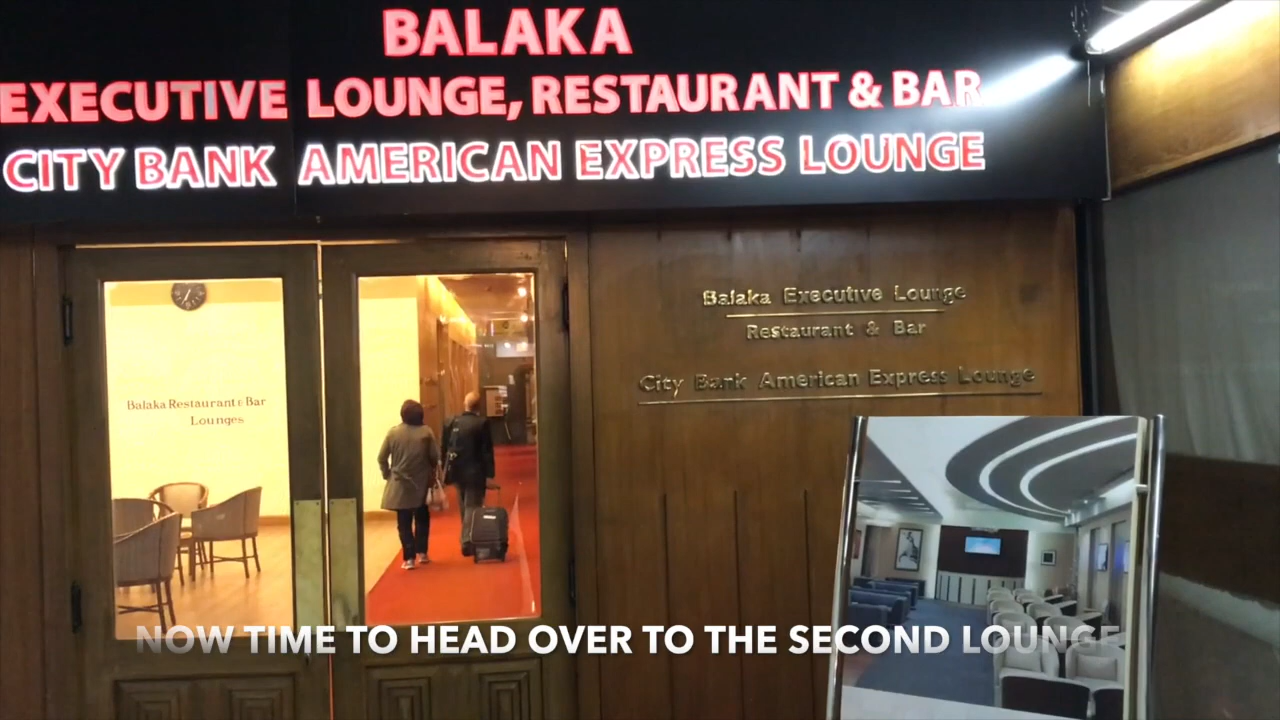 BALAKA
EXECUTIVE LOUNGE, RESTAURANT & BAR
CITY BANK AMERICAN EXPRESS LOUNGE
Balaka Executive Lounge
Restaurant & Bar
City Bank American Express Lounge
Balaka Restaurant & Bar
Lounges
NOW TIME TO HEAD OVER TO THE SECOND LOUNGE